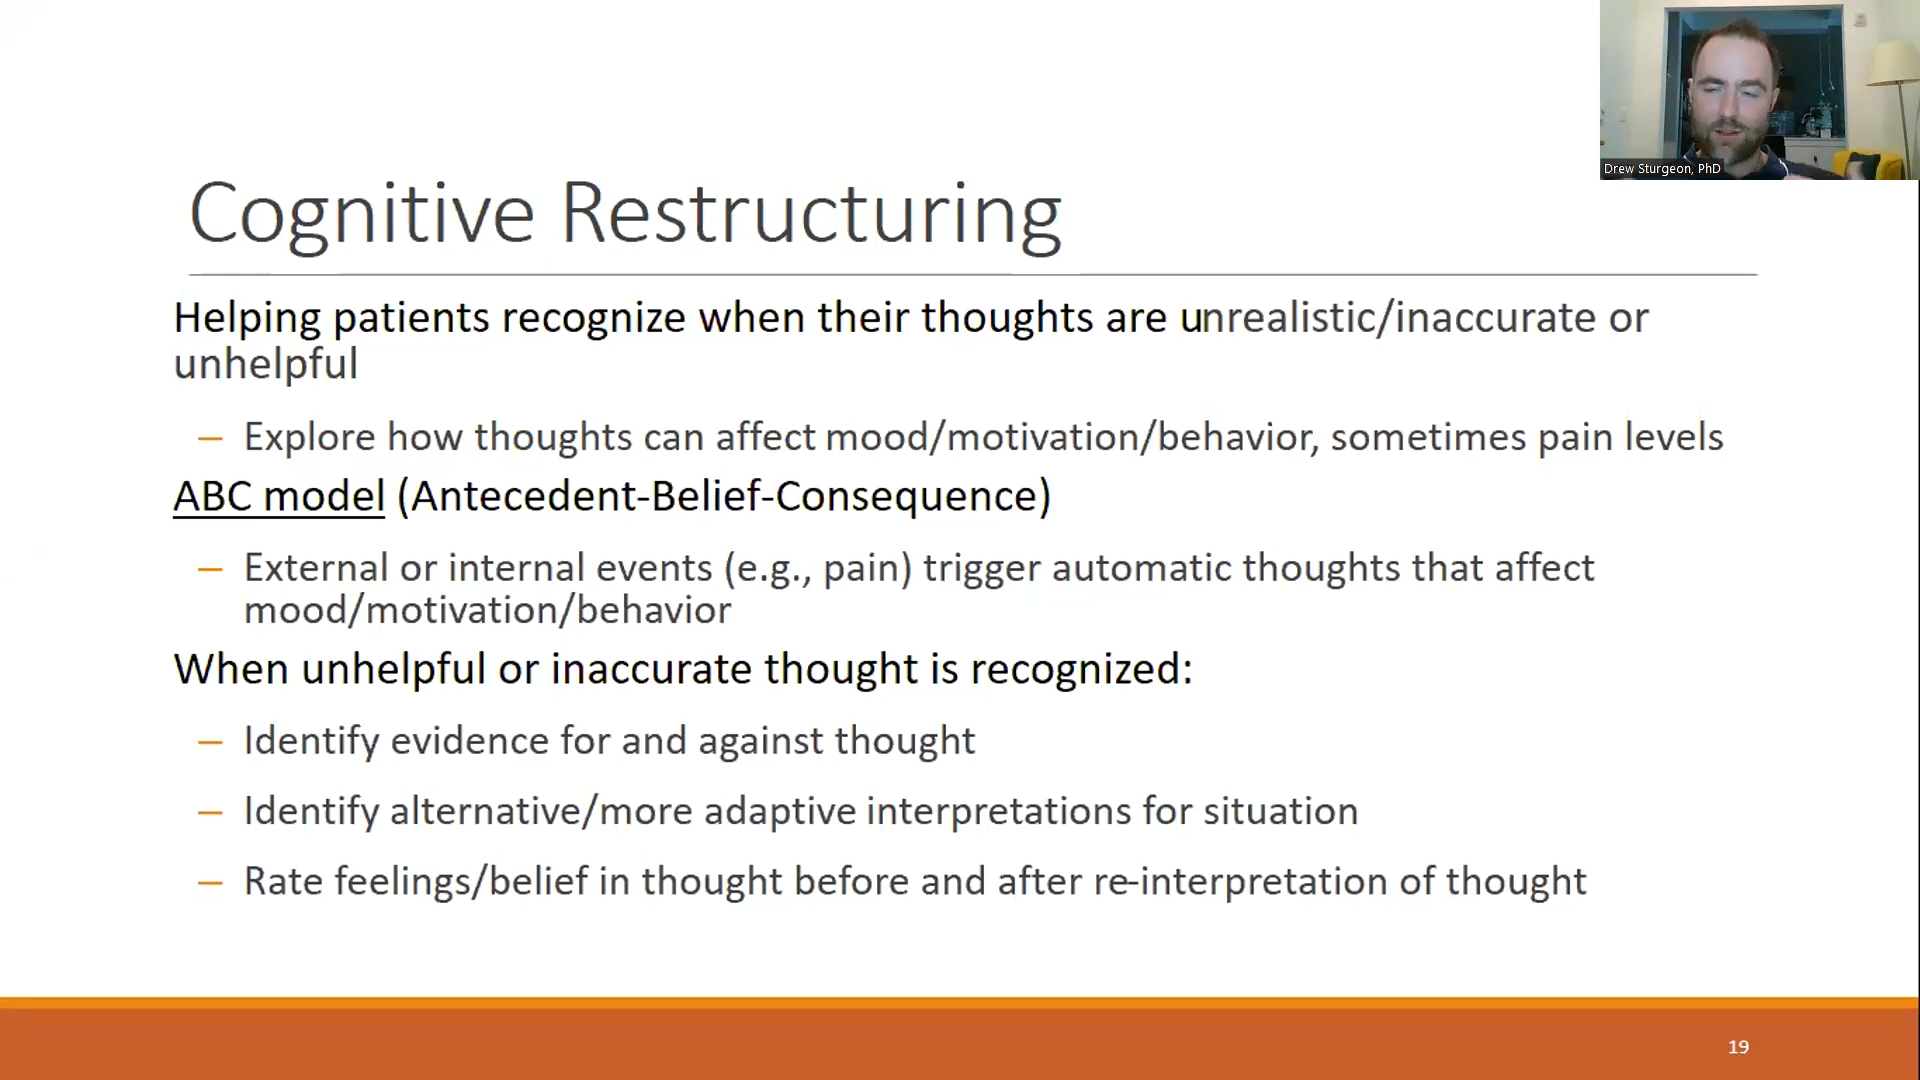 Drew Sturgeon, PhD
Cognitive Restructuring
Helping patients recognize when their thoughts are unrealistic/inaccurate or
unhelpful
– Explore how thoughts can affect mood/motivation/behavior, sometimes pain levels
ABC model (Antecedent-Belief-Consequence)
– External or internal events (e.g., pain) trigger automatic thoughts that affect
mood/motivation/behavior
When unhelpful or inaccurate thought is recognized:
– Identify evidence for and against thought
– Identify alternative/more adaptive interpretations for situation
– Rate feelings/belief in thought before and after re-interpretation of thought
19